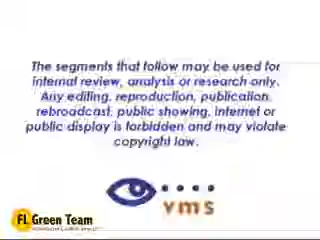 The segments that follow may be used for
internal review, analysis or research only.
Any editing, reproduction, publication,
rebroadcast, public showing, internet or
public display is forbidden and may violate
copyright law.
vms
FL Green Team